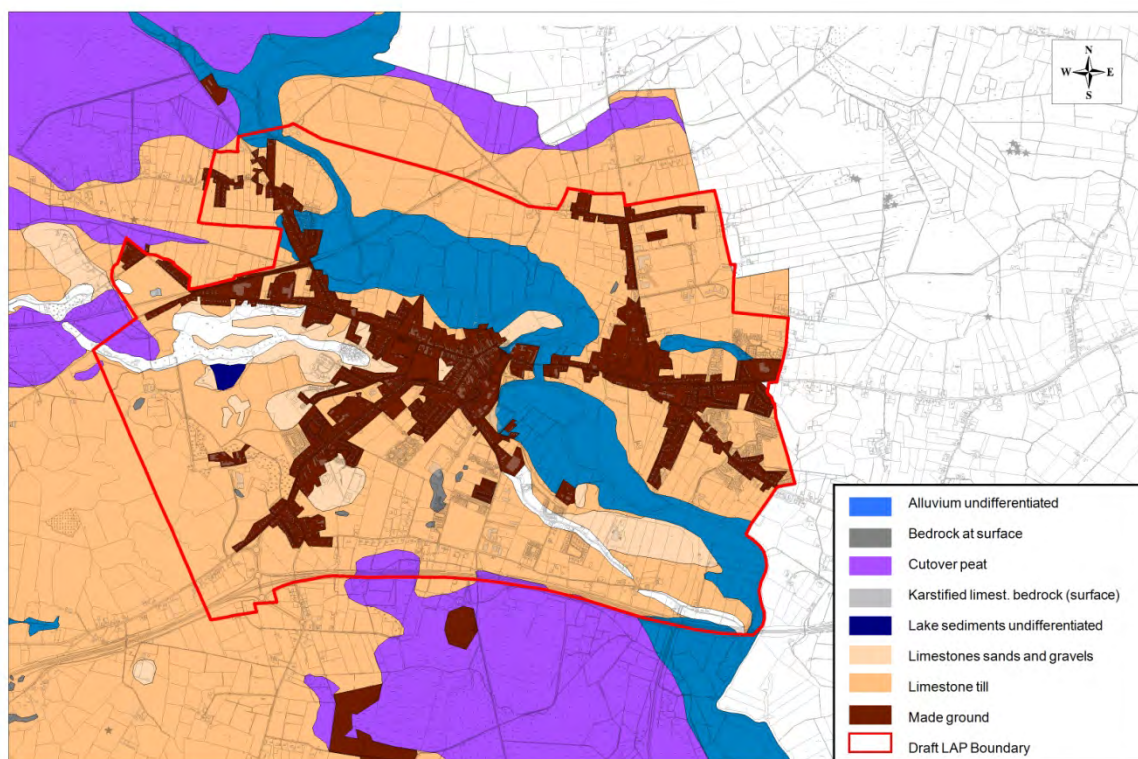 N
W E
S
Alluvium undifferentiated
Bedrock at surface
Cutover peat
Karstified limest. bedrock (surface)
Lake sediments undifferentiated
Limestones sands and gravels
Limestone till
Made ground
Draft LAP Boundary